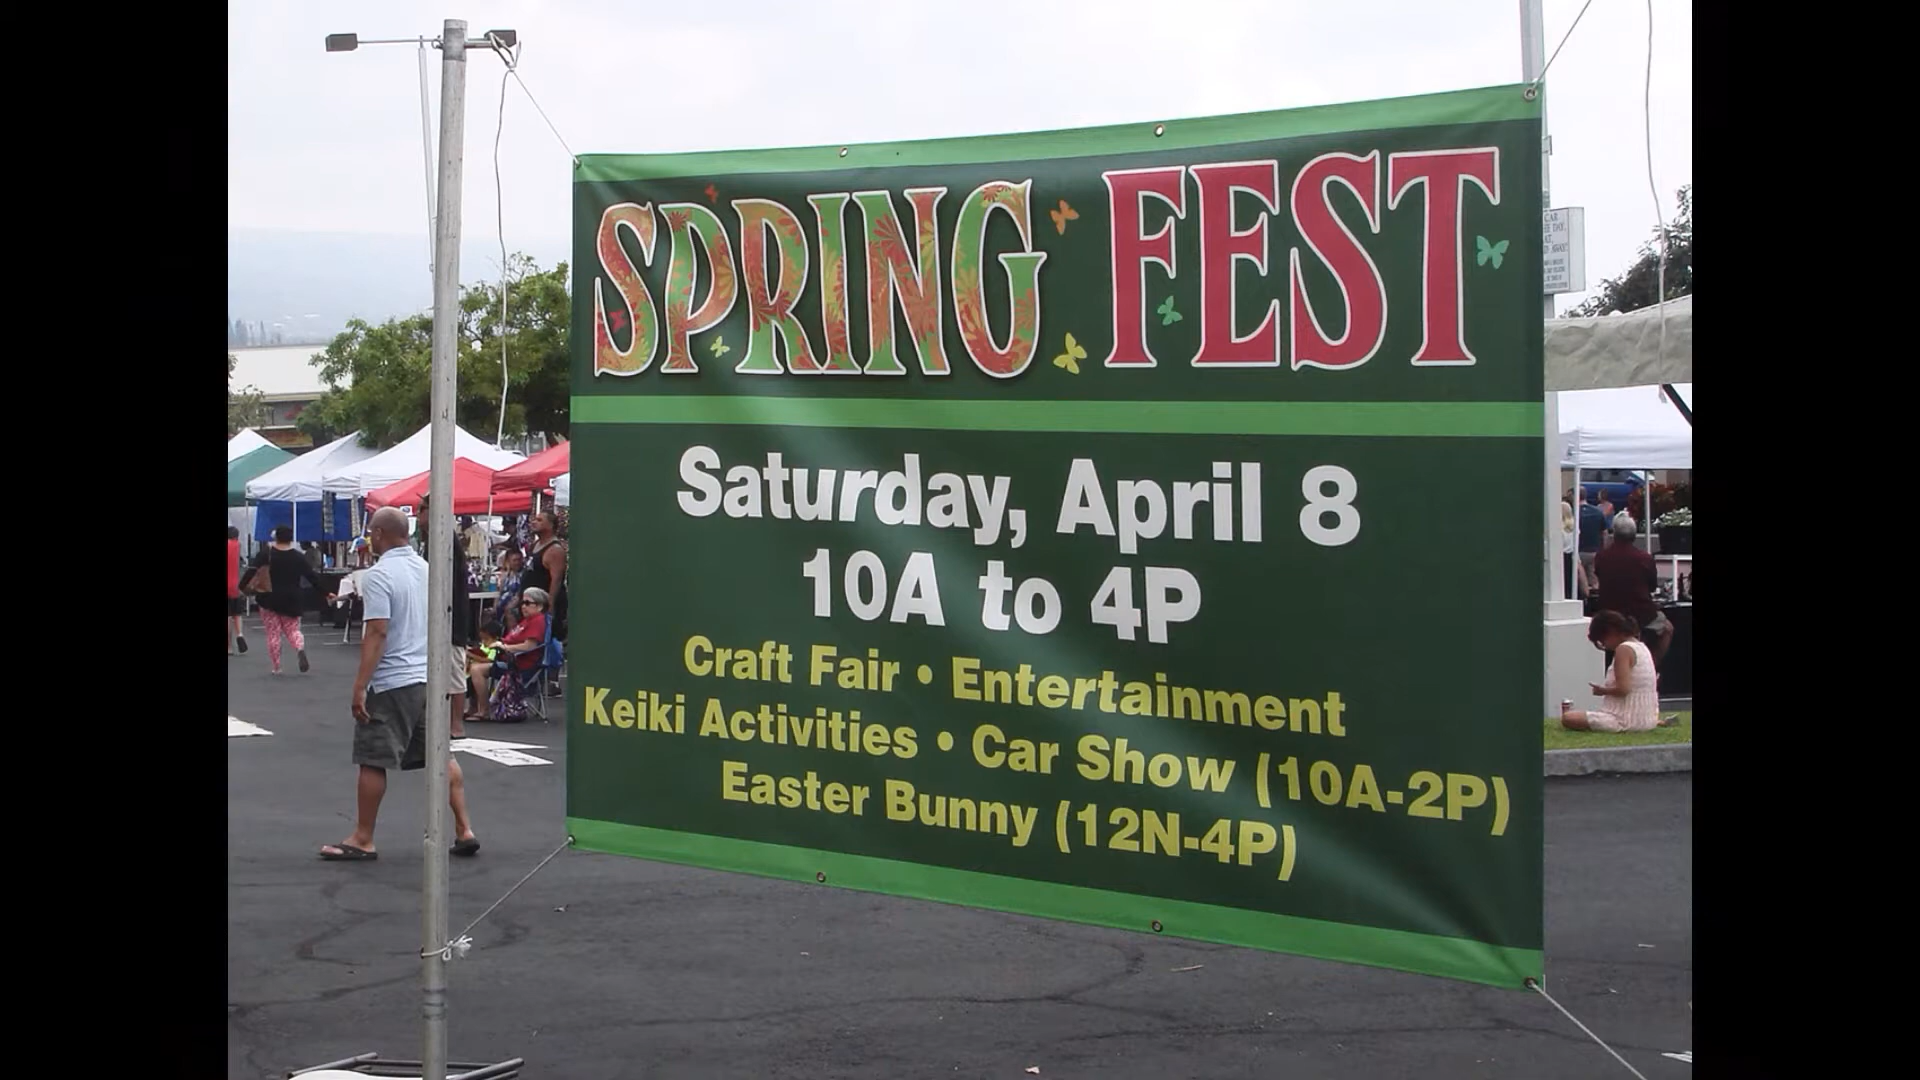 SPRING FEST
Saturday, April 8
10A to 4P
Craft Fair • Entertainment
Keiki Activities • Car Show (10A-2P)
Easter Bunny (12N-4P)